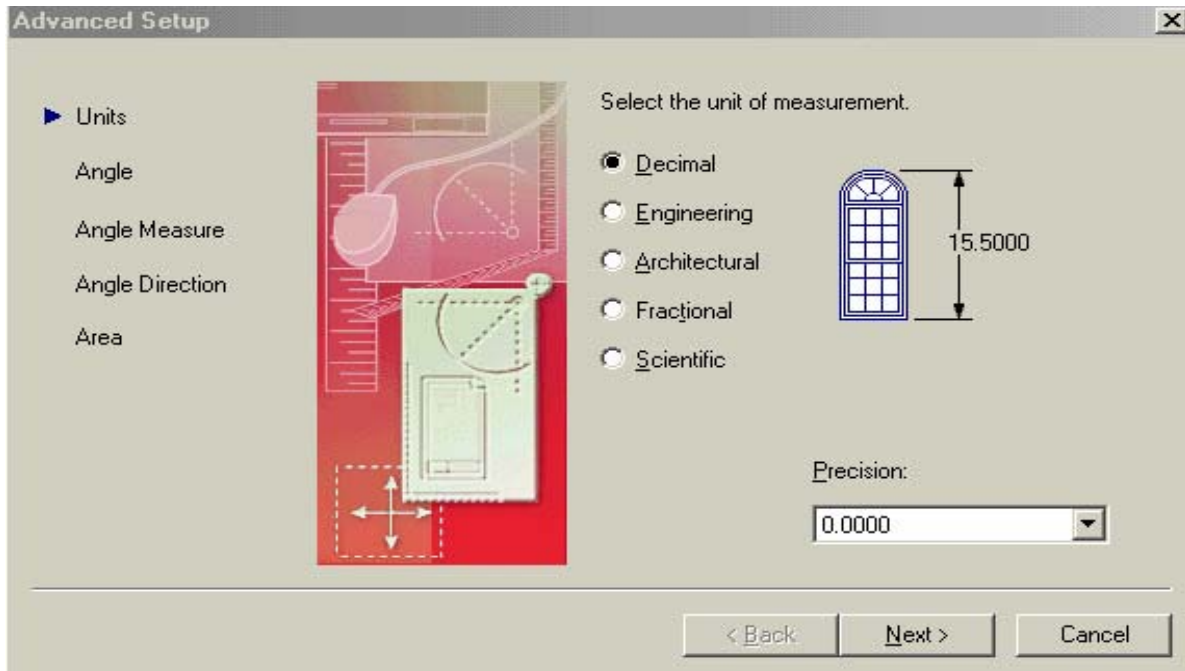 Advanced Setup
Units
Angle
Angle Measure
Angle Direction
Area
Select the unit of measurement.
Decimal
Engineering
Architectural
Fractional
Scientific
15.5000
Precision:
0.0000
< Back
Next >
Cancel